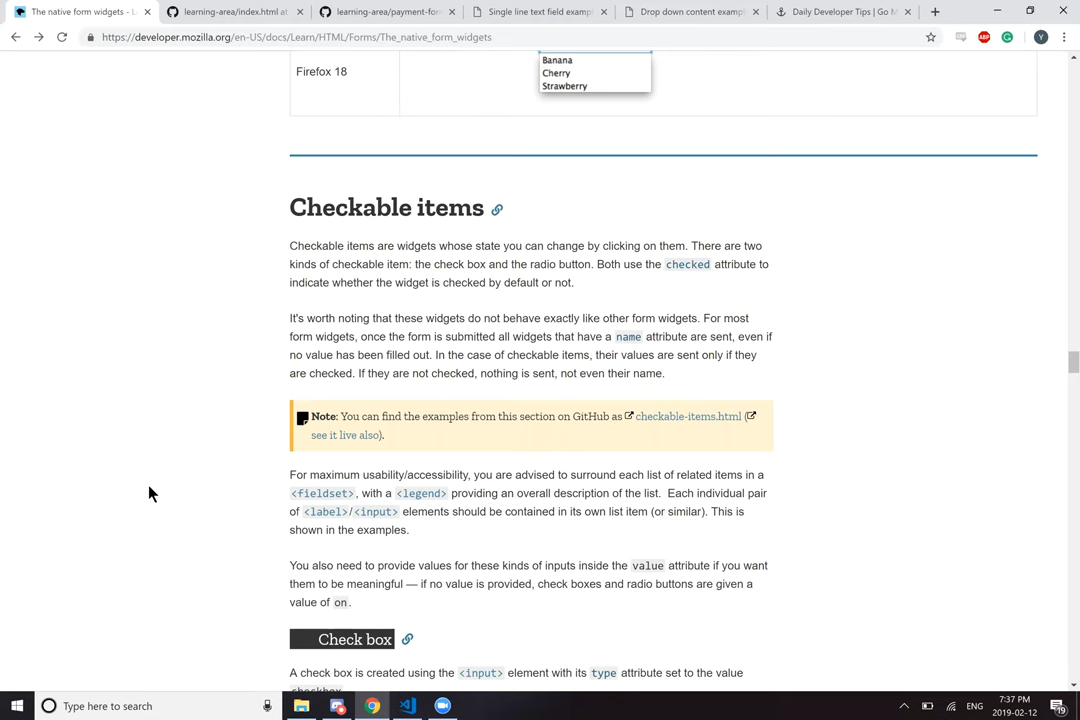 The native form widgets - L
learning-area/index.html at
learning-area/payment-for
Single line text field examp
Drop down content examp
Daily Developer Tips | Go M
https://developer.mozilla.org/en-US/docs/Learn/HTML/Forms/The_native_form_widgets
ABP
Y
Firefox 18
Banana
Cherry
Strawberry
Checkable items
Checkable items are widgets whose state you can change by clicking on them. There are two
kinds of checkable item: the check box and the radio button. Both use the checked attribute to
indicate whether the widget is checked by default or not.
It's worth noting that these widgets do not behave exactly like other form widgets. For most
form widgets, once the form is submitted all widgets that have a name attribute are sent, even if
no value has been filled out. In the case of checkable items, their values are sent only if they
are checked. If they are not checked, nothing is sent, not even their name.
Note: You can find the examples from this section on GitHub as checkable-items.html (
see it live also).
For maximum usability/accessibility, you are advised to surround each list of related items in a
<fieldset>, with a <legend> providing an overall description of the list. Each individual pair
of <label>/<input> elements should be contained in its own list item (or similar). This is
shown in the examples.
You also need to provide values for these kinds of inputs inside the value attribute if you want
them to be meaningful — if no value is provided, check boxes and radio buttons are given a
value of on.
Check box
A check box is created using the <input> element with its type attribute set to the value
checkbox
Type here to search
ENG
7:37 PM
2019-02-12
19